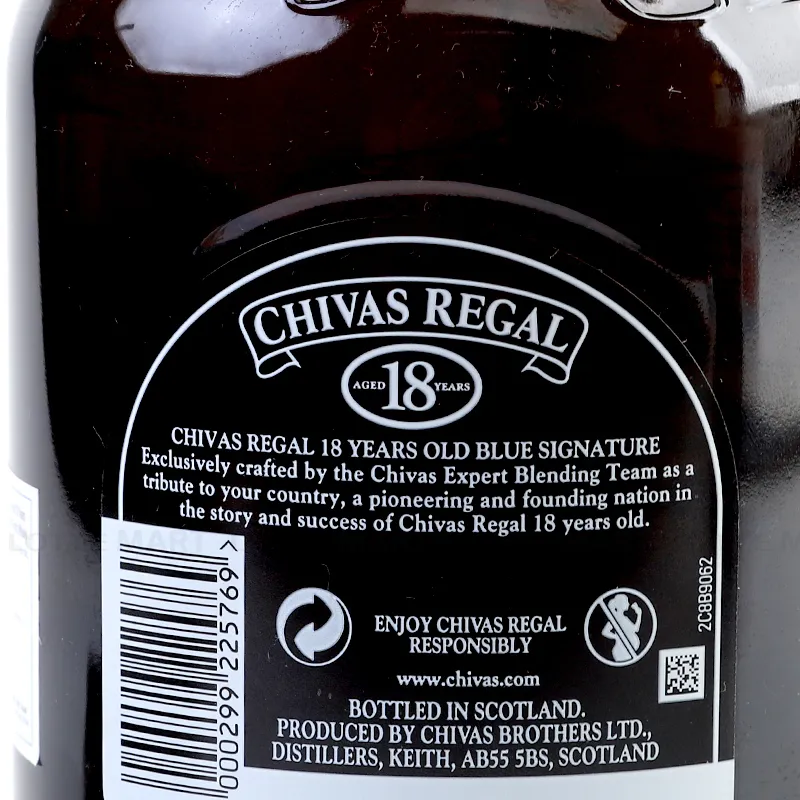 CHIVAS REGAL
AGED 18 YEARS
CHIVAS REGAL 18 YEARS OLD BLUE SIGNATURE
Exclusively crafted by the Chivas Expert Blending Team as a
tribute to your country, a pioneering and founding nation in
the story and success of Chivas Regal 18 years old.
000299 225769 >
2C8B9062
ENJOY CHIVAS REGAL
RESPONSIBLY
www.chivas.com
BOTTLED IN SCOTLAND.
PRODUCED BY CHIVAS BROTHERS LTD.,
DISTILLERS, KEITH, AB55 5BS, SCOTLAND